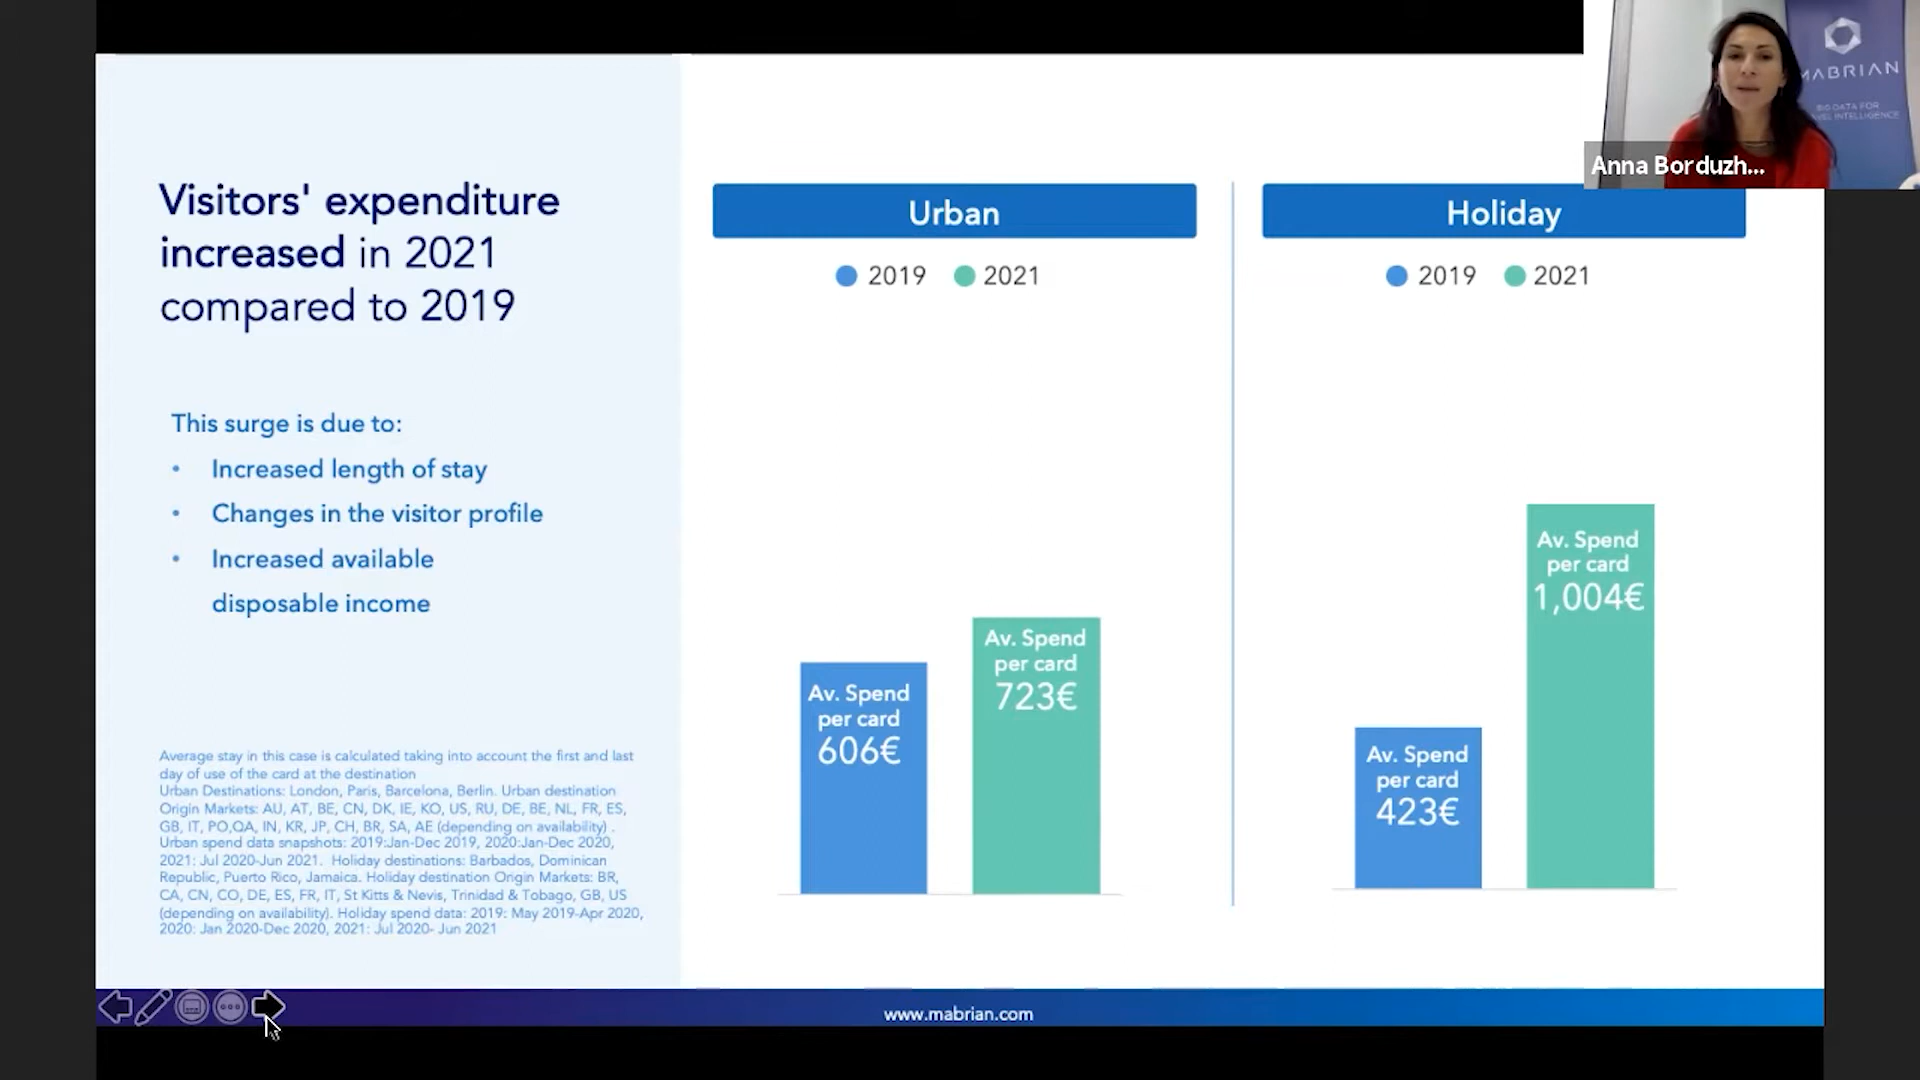 MABRIAN
BIG DATA FOR
TRAVEL INTELLIGENCE
Anna Borduzh...
Visitors' expenditure
increased in 2021
compared to 2019
This surge is due to:
• Increased length of stay
• Changes in the visitor profile
• Increased available
disposable income
Average stay in this case is calculated taking into account the first and last
day of use of the card at the destination
Urban Destinations: London, Paris, Barcelona, Berlin. Urban destination
Origin Markets: AU, AT, BE, CN, DK, IE, KO, US, RU, DE, BE, NL, FR, ES,
GB, IT, PO,QA, IN, KR, JP, CH, BR, SA, AE (depending on availability) .
Urban spend data snapshots: 2019:Jan-Dec 2019, 2020:Jan-Dec 2020,
2021: Jul 2020-Jun 2021. Holiday destinations: Barbados, Dominican
Republic, Puerto Rico, Jamaica. Holiday destination Origin Markets: BR,
CA, CN, CO, DE, ES, FR, IT, St Kitts & Nevis, Trinidad & Tobago, GB, US
(depending on availability). Holiday spend data: 2019: May 2019-Apr 2020,
2020: Jan 2020-Dec 2020, 2021: Jul 2020- Jun 2021
Urban
2019 2021
Av. Spend
per card
606€
Av. Spend
per card
723€
Holiday
2019 2021
Av. Spend
per card
423€
Av. Spend
per card
1,004€
www.mabrian.com